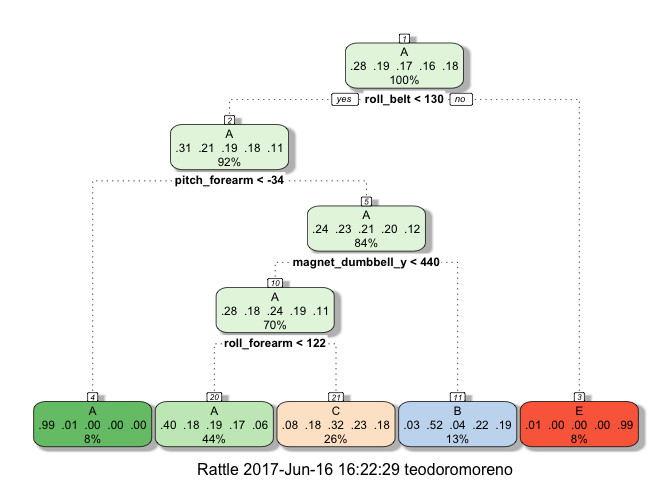 1
A
.28 .19 .17 .16 .18
100%
yes roll_belt < 130 no
2
A
.31 .21 .19 .18 .11
92%
pitch_forearm < -34
5
A
.24 .23 .21 .20 .12
84%
magnet_dumbbell_y < 440
10
A
.28 .18 .24 .19 .11
70%
roll_forearm < 122
4
A
.99 .01 .00 .00 .00
8%
20
A
.40 .18 .19 .17 .06
44%
21
C
.08 .18 .32 .23 .18
26%
11
B
.03 .52 .04 .22 .19
13%
3
E
.01 .00 .00 .00 .99
8%
Rattle 2017-Jun-16 16:22:29 teodoromoreno